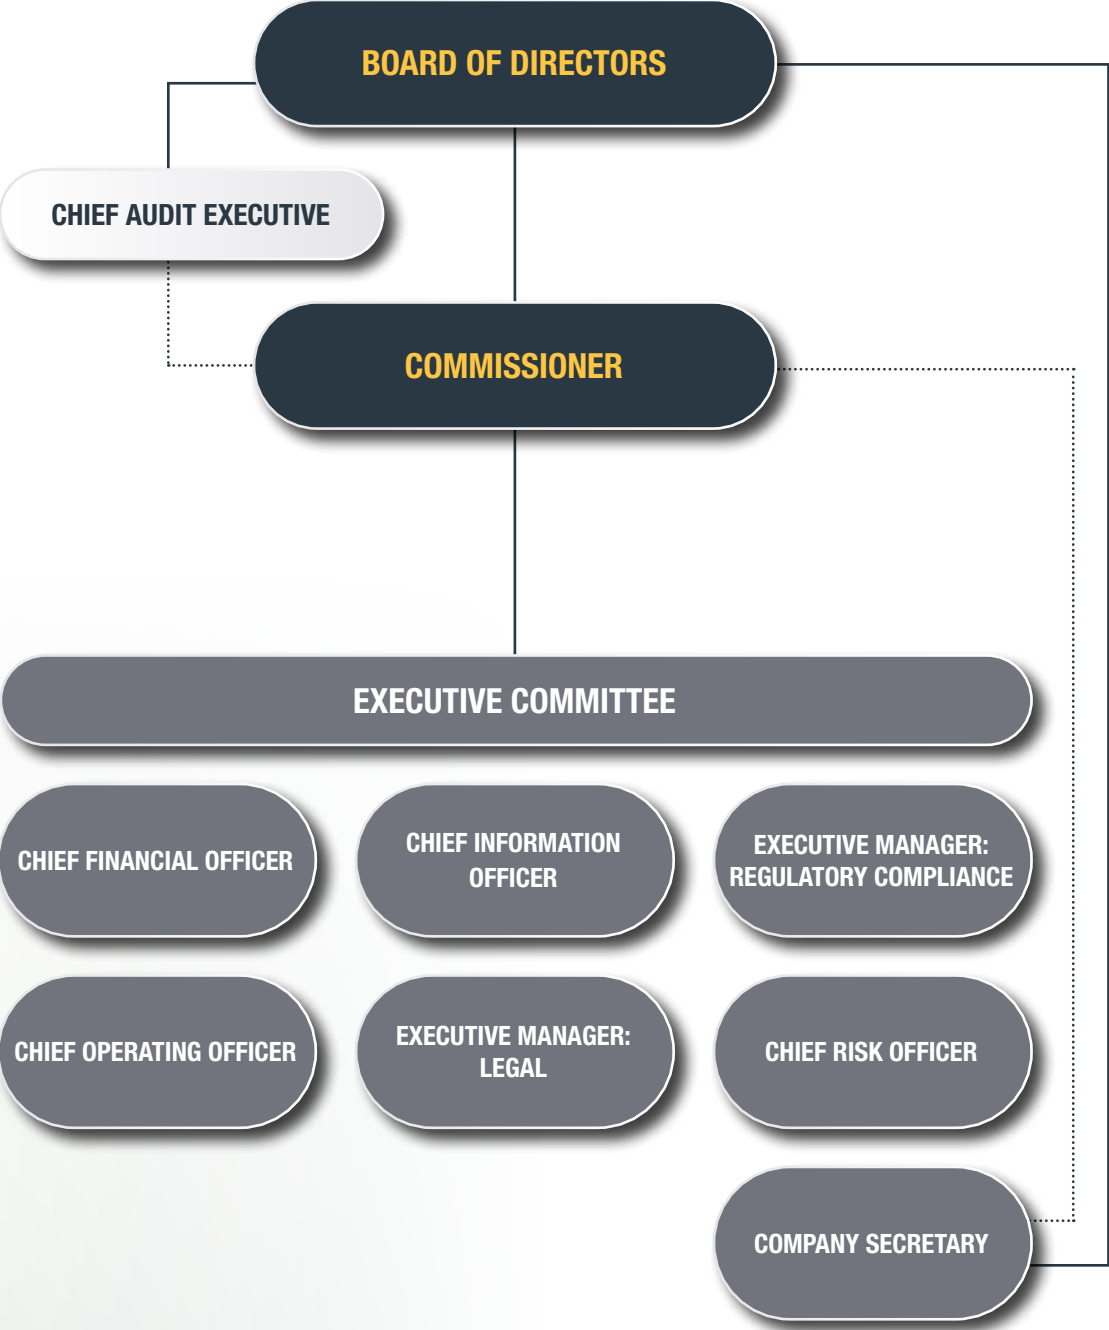 BOARD OF DIRECTORS
CHIEF AUDIT EXECUTIVE
COMMISSIONER
EXECUTIVE COMMITTEE
CHIEF FINANCIAL OFFICER
CHIEF INFORMATION
OFFICER
EXECUTIVE MANAGER:
REGULATORY COMPLIANCE
CHIEF OPERATING OFFICER
EXECUTIVE MANAGER:
LEGAL
CHIEF RISK OFFICER
COMPANY SECRETARY